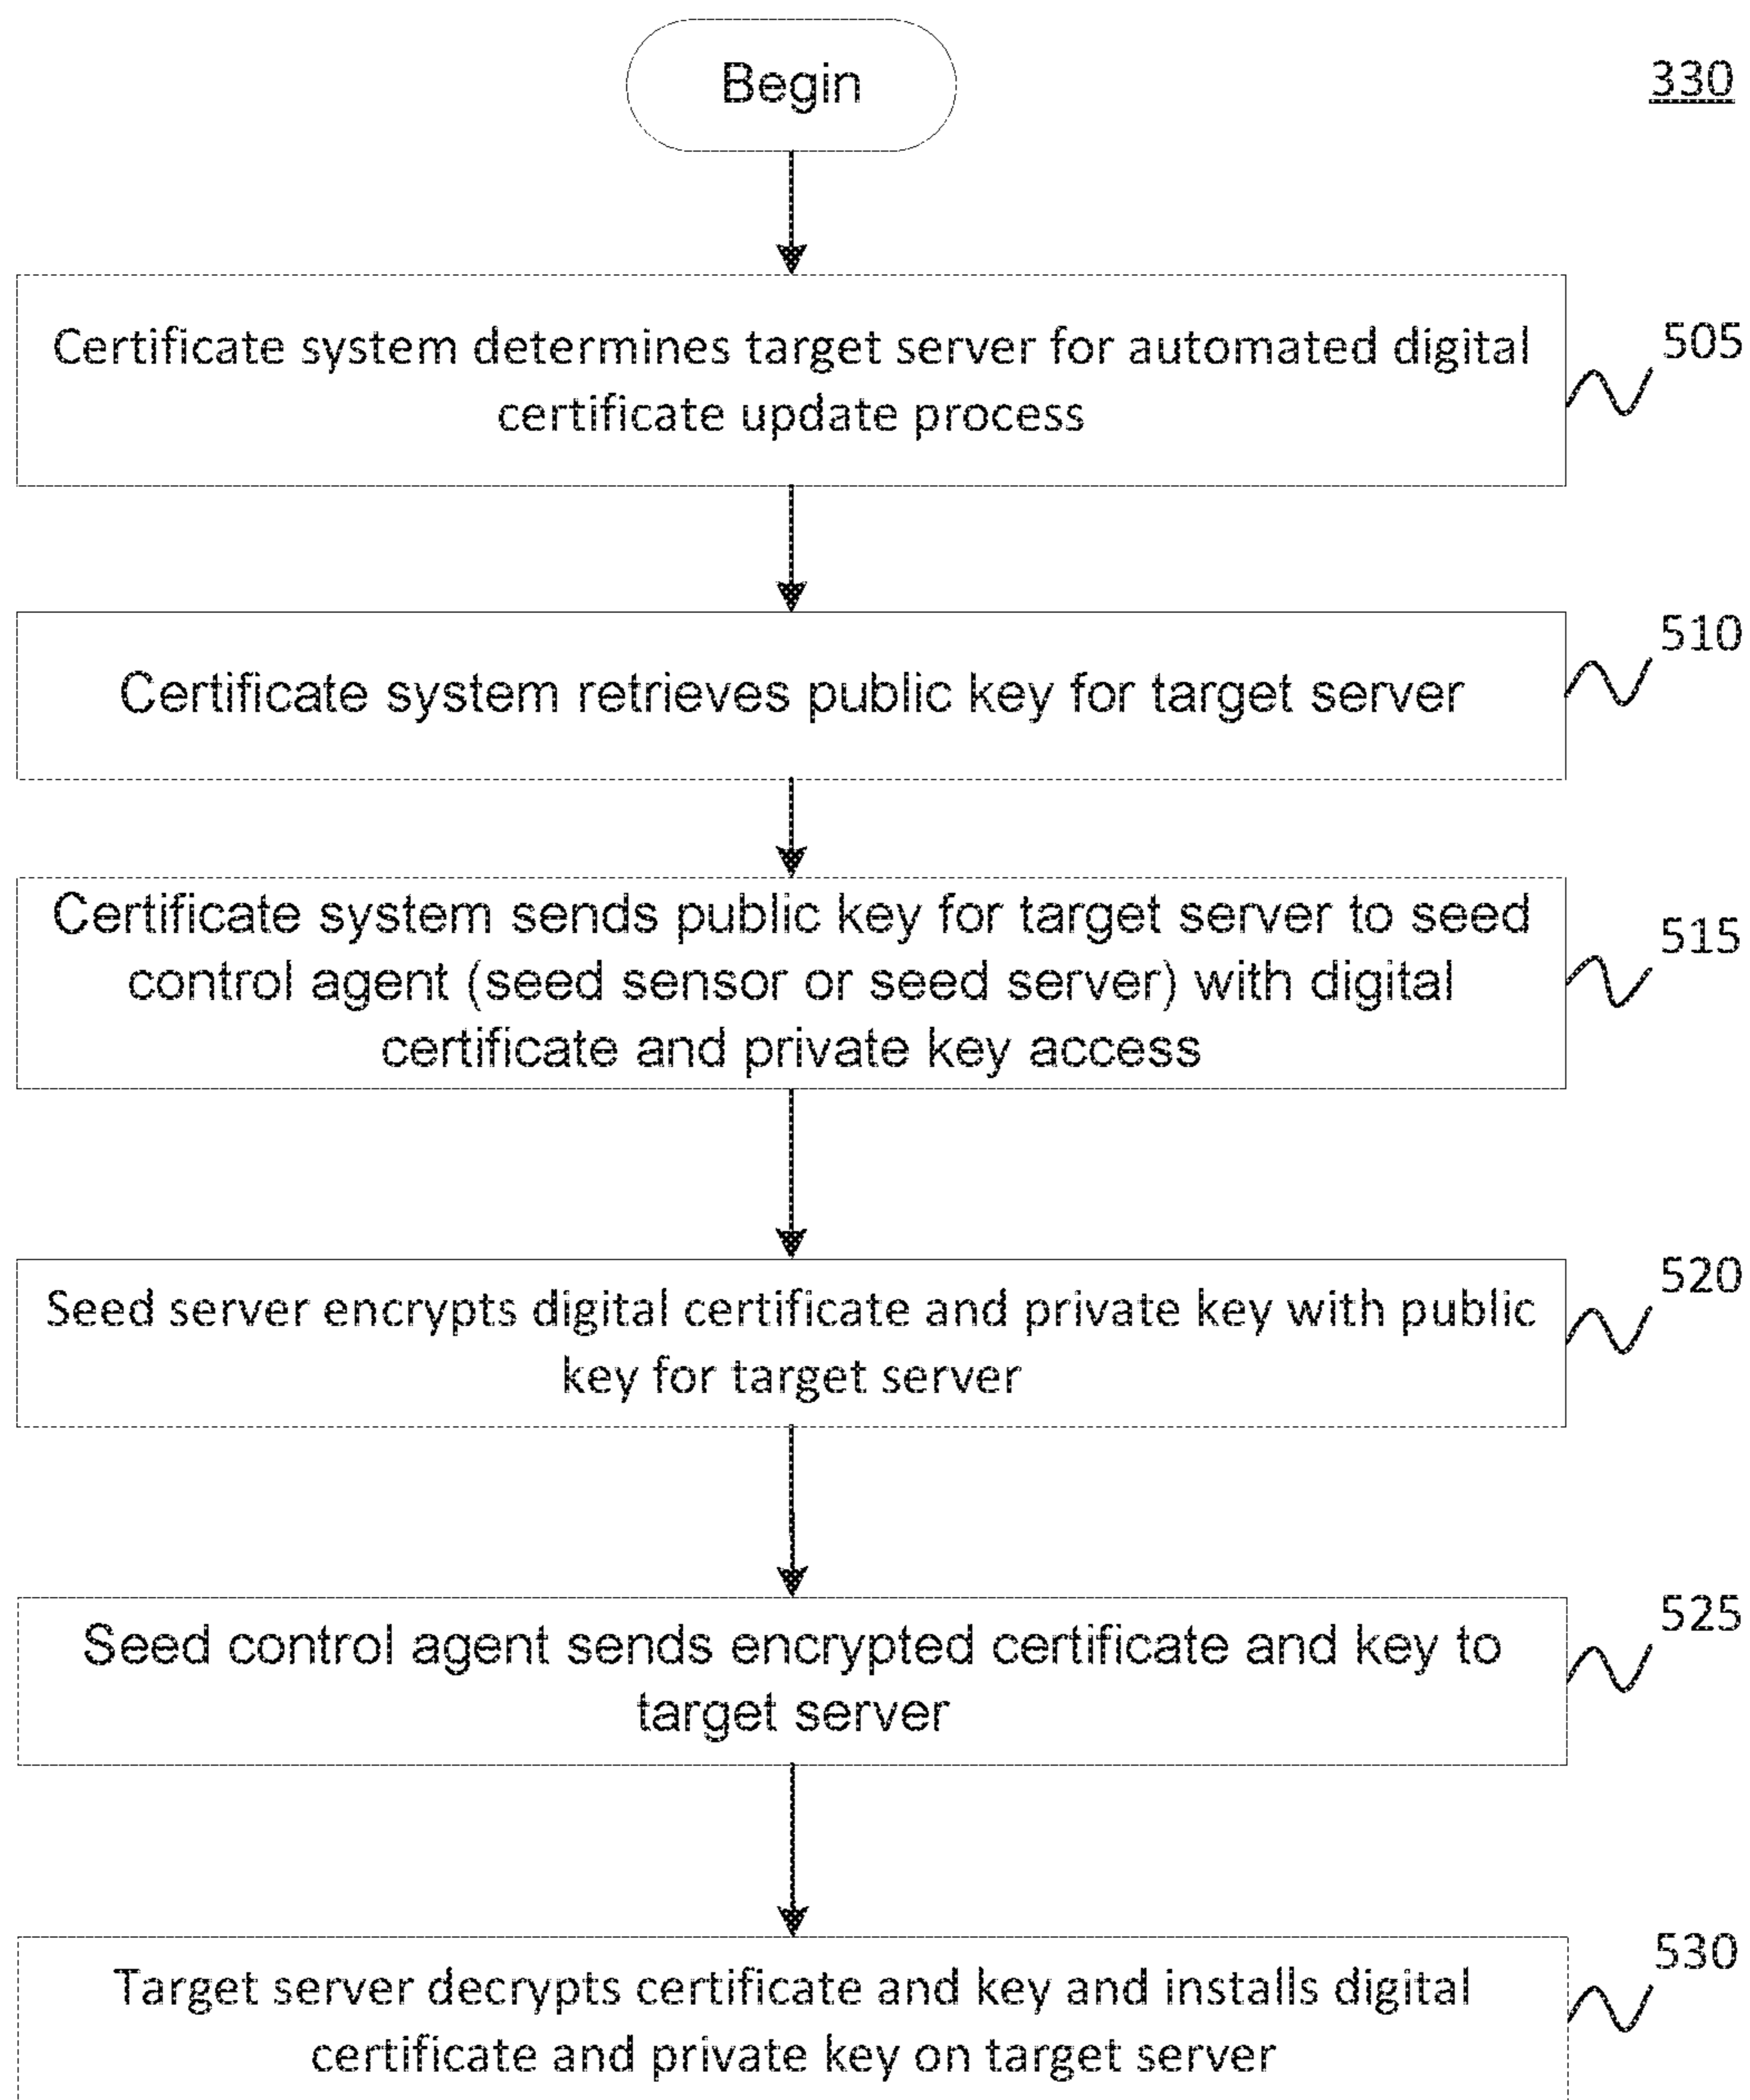 Begin
330
Certificate system determines target server for automated digital
certificate update process
505
Certificate system retrieves public key for target server
510
Certificate system sends public key for target server to seed
control agent (seed sensor or seed server) with digital
certificate and private key access
515
Seed server encrypts digital certificate and private key with public
key for target server
520
Seed control agent sends encrypted certificate and key to
target server
525
Target server decrypts certificate and key and installs digital
certificate and private key on target server
530